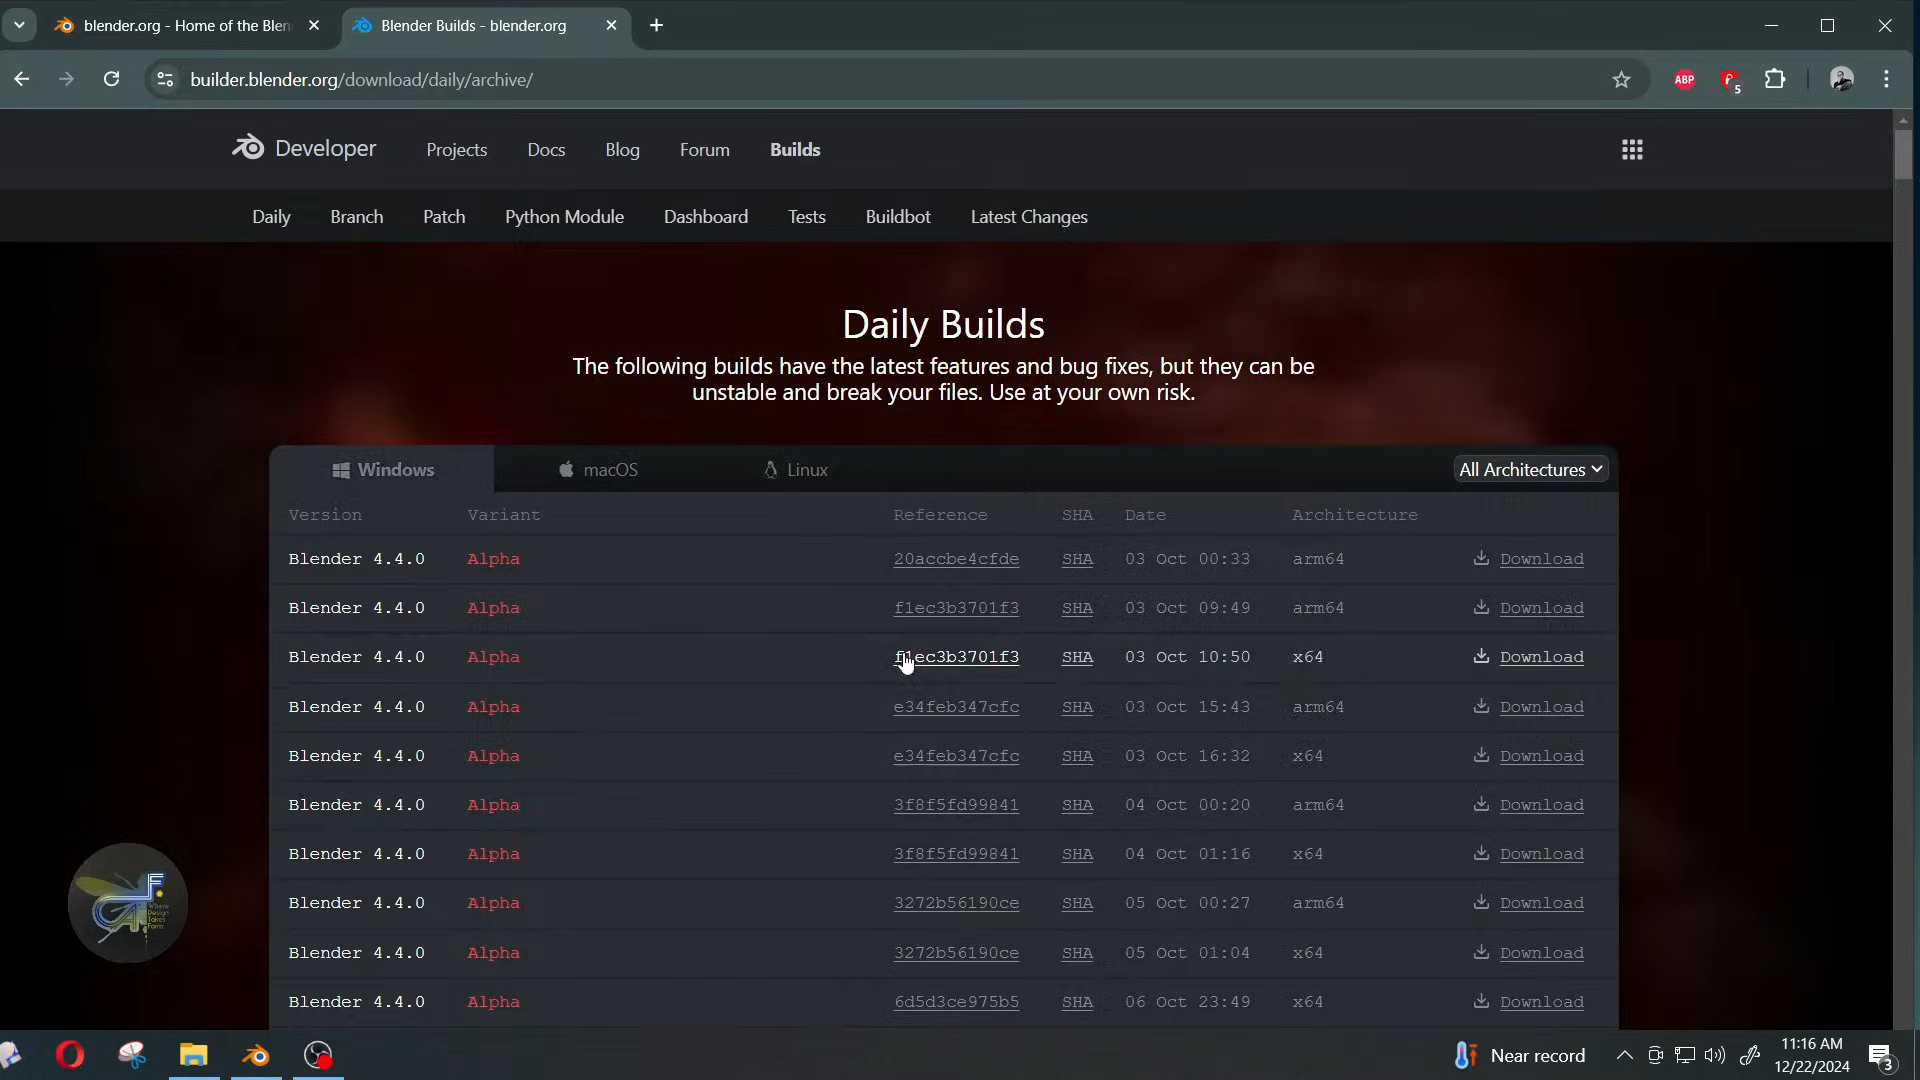 blender.org - Home of the Blen
Blender Builds - blender.org
builder.blender.org/download/daily/archive/
ABP
5
Developer
Projects
Docs
Blog
Forum
Builds
Daily
Branch
Patch
Python Module
Dashboard
Tests
Buildbot
Latest Changes
Daily Builds
The following builds have the latest features and bug fixes, but they can be
unstable and break your files. Use at your own risk.
Windows
macOS
Linux
All Architectures
Version Variant Reference SHA Date Architecture
Blender 4.4.0 Alpha 20accbe4cfde SHA 03 Oct 00:33 arm64 Download
Blender 4.4.0 Alpha f1ec3b3701f3 SHA 03 Oct 09:49 arm64 Download
Blender 4.4.0 Alpha f1ec3b3701f3 SHA 03 Oct 10:50 x64 Download
Blender 4.4.0 Alpha e34feb347cfc SHA 03 Oct 15:43 arm64 Download
Blender 4.4.0 Alpha e34feb347cfc SHA 03 Oct 16:32 x64 Download
Blender 4.4.0 Alpha 3f8f5fd99841 SHA 04 Oct 00:20 arm64 Download
Blender 4.4.0 Alpha 3f8f5fd99841 SHA 04 Oct 01:16 x64 Download
Blender 4.4.0 Alpha 3272b56190ce SHA 05 Oct 00:27 arm64 Download
Blender 4.4.0 Alpha 3272b56190ce SHA 05 Oct 01:04 x64 Download
Blender 4.4.0 Alpha 6d5d3ce975b5 SHA 06 Oct 23:49 x64 Download
Where
Design
Takes
Form
Near record
11:16 AM
12/22/2024
3